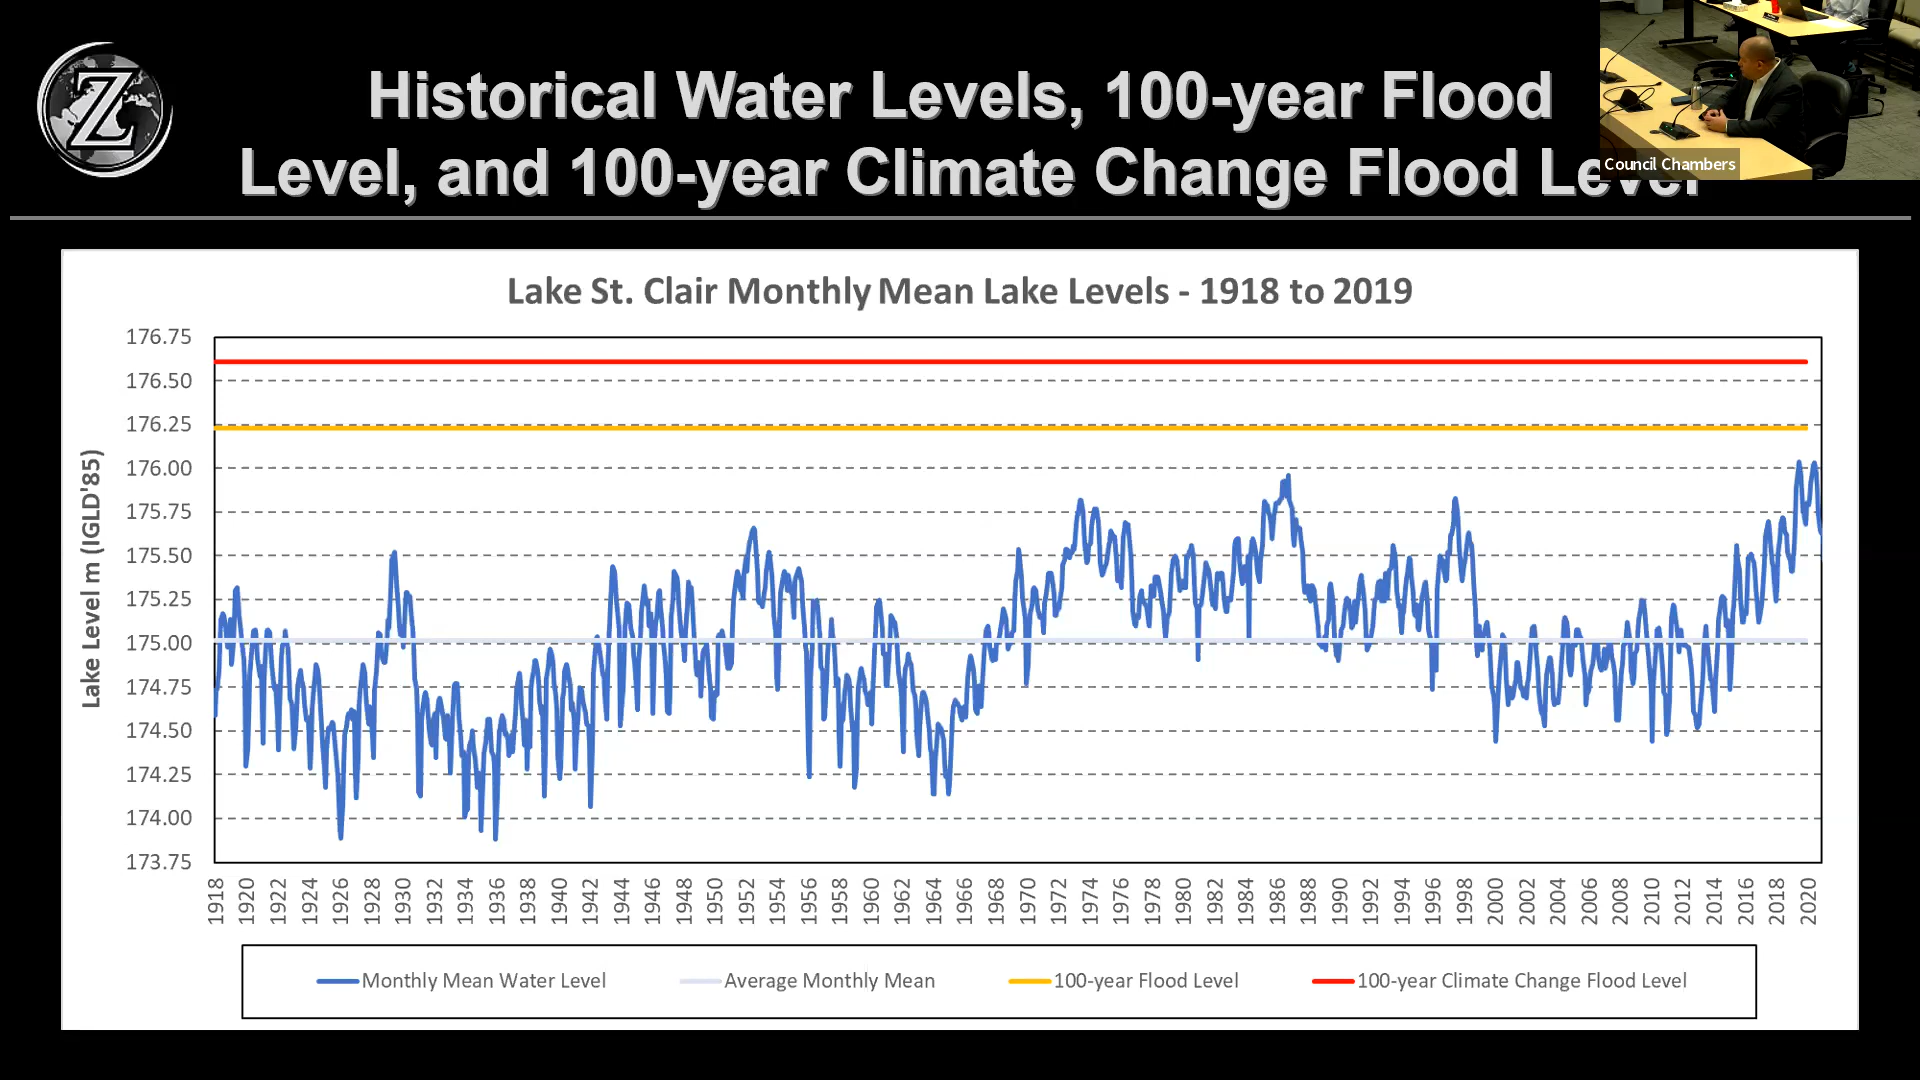 Historical Water Levels, 100-year Flood
Level, and 100-year Climate Change Flood Level
Z
Council Chambers
Lake St. Clair Monthly Mean Lake Levels - 1918 to 2019
Lake Level m (IGLD'85)
176.75
176.50
176.25
176.00
175.75
175.50
175.25
175.00
174.75
174.50
174.25
174.00
173.75
1918 1920 1922 1924 1926 1928 1930 1932 1934 1936 1938 1940 1942 1944 1946 1948 1950 1952 1954 1956 1958 1960 1962 1964 1966 1968 1970 1972 1974 1976 1978 1980 1982 1984 1986 1988 1990 1992 1994 1996 1998 2000 2002 2004 2006 2008 2010 2012 2014 2016 2018 2020
Monthly Mean Water Level Average Monthly Mean 100-year Flood Level 100-year Climate Change Flood Level